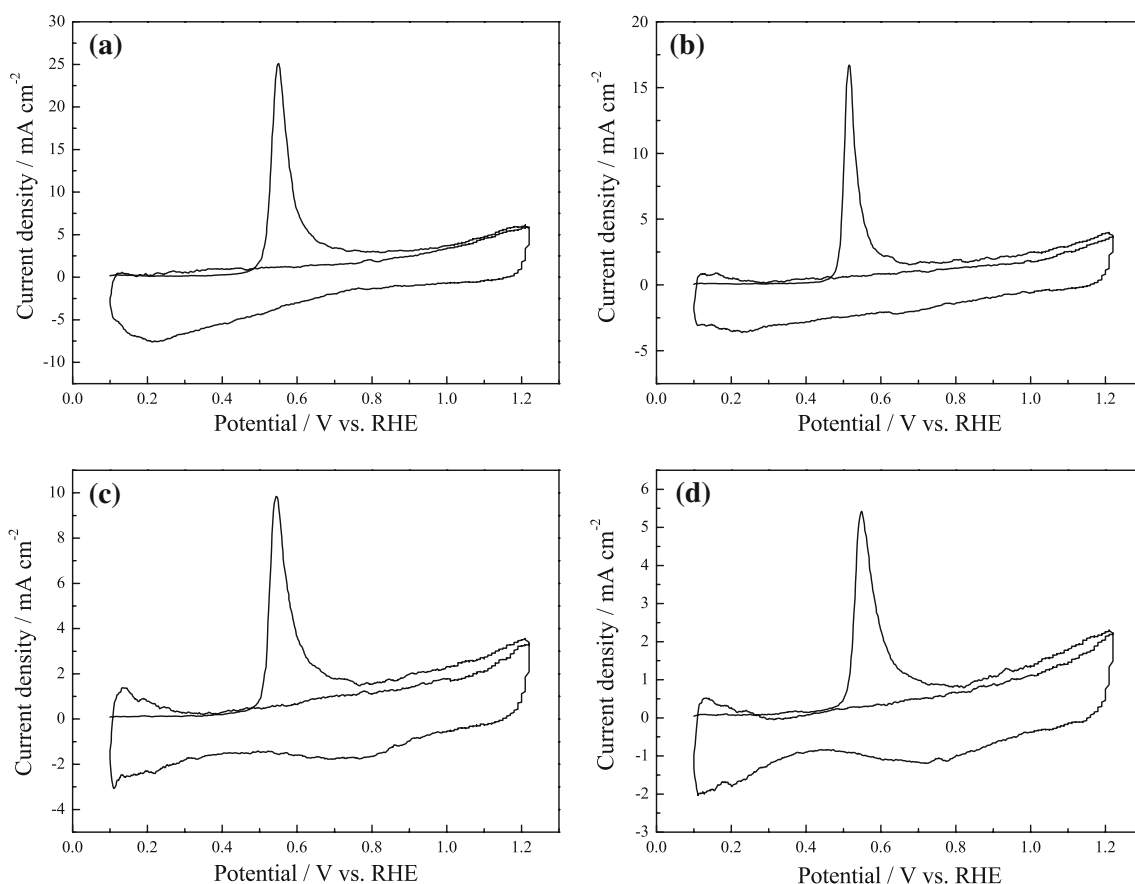 (a)
Current density / mA cm-2
30
25
20
15
10
5
0
-5
-10
0.0 0.2 0.4 0.6 0.8 1.0 1.2
Potential / V vs. RHE
(b)
Current density / mA cm-2
20
15
10
5
0
-5
0.0 0.2 0.4 0.6 0.8 1.0 1.2
Potential / V vs. RHE
(c)
Current density / mA cm-2
10
8
6
4
2
0
-2
-4
0.0 0.2 0.4 0.6 0.8 1.0 1.2
Potential / V vs. RHE
(d)
Current density / mA cm-2
6
5
4
3
2
1
0
-1
-2
-3
0.0 0.2 0.4 0.6 0.8 1.0 1.2
Potential / V vs. RHE